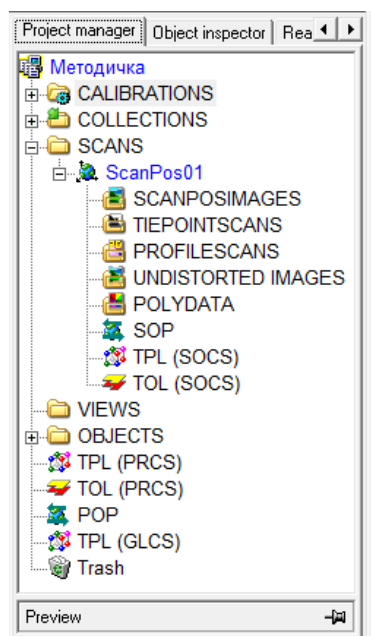 Project manager Object inspector Rea
Методичка
CALIBRATIONS
COLLECTIONS
SCANS
ScanPos01
SCANPOSIMAGES
TIEPOINTSCANS
PROFILESCANS
UNDISTORTED IMAGES
POLYDATA
SOP
TPL (SOCS)
TOL (SOCS)
VIEWS
OBJECTS
TPL (PRCS)
TOL (PRCS)
POP
TPL (GLCS)
Trash
Preview